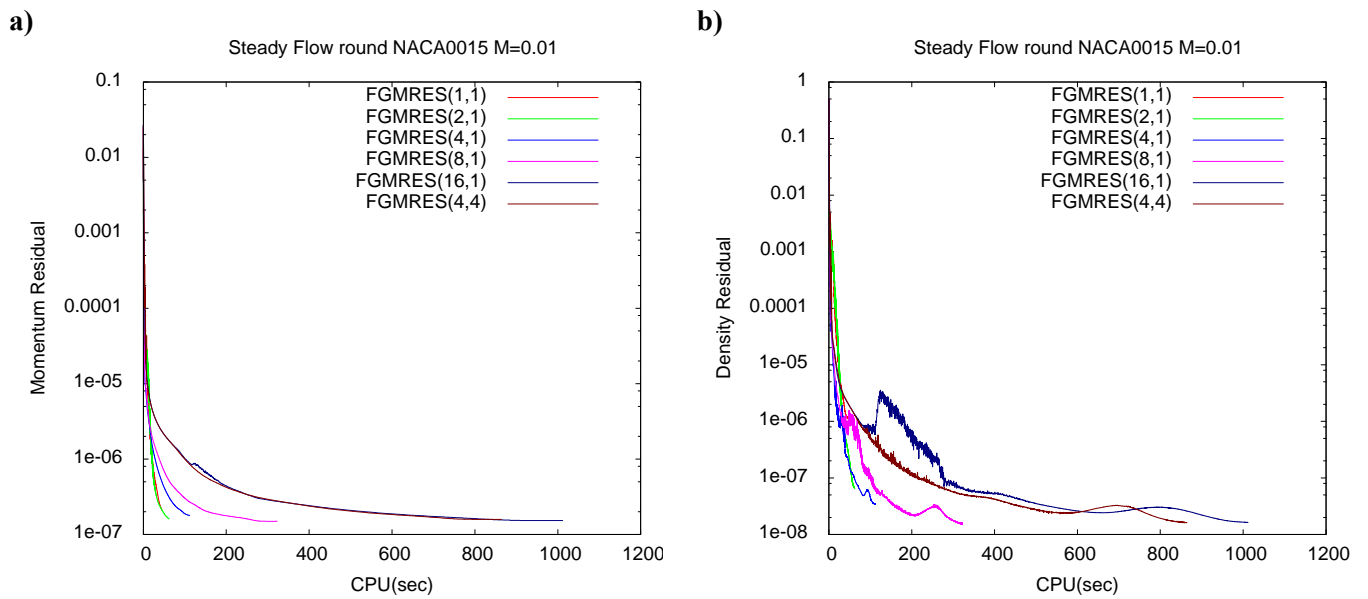 a)
Steady Flow round NACA0015 M=0.01
Momentum Residual
0.1
0.01
0.001
0.0001
1e-05
1e-06
1e-07
FGMRES(1,1)
FGMRES(2,1)
FGMRES(4,1)
FGMRES(8,1)
FGMRES(16,1)
FGMRES(4,4)
0 200 400 600 800 1000 1200
CPU(sec)
b)
Steady Flow round NACA0015 M=0.01
Density Residual
1
0.1
0.01
0.001
0.0001
1e-05
1e-06
1e-07
1e-08
FGMRES(1,1)
FGMRES(2,1)
FGMRES(4,1)
FGMRES(8,1)
FGMRES(16,1)
FGMRES(4,4)
0 200 400 600 800 1000 1200
CPU(sec)